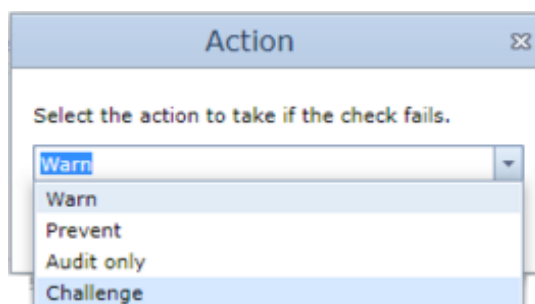 Action
Select the action to take if the check fails.
Warn
Warn
Prevent
Audit only
Challenge